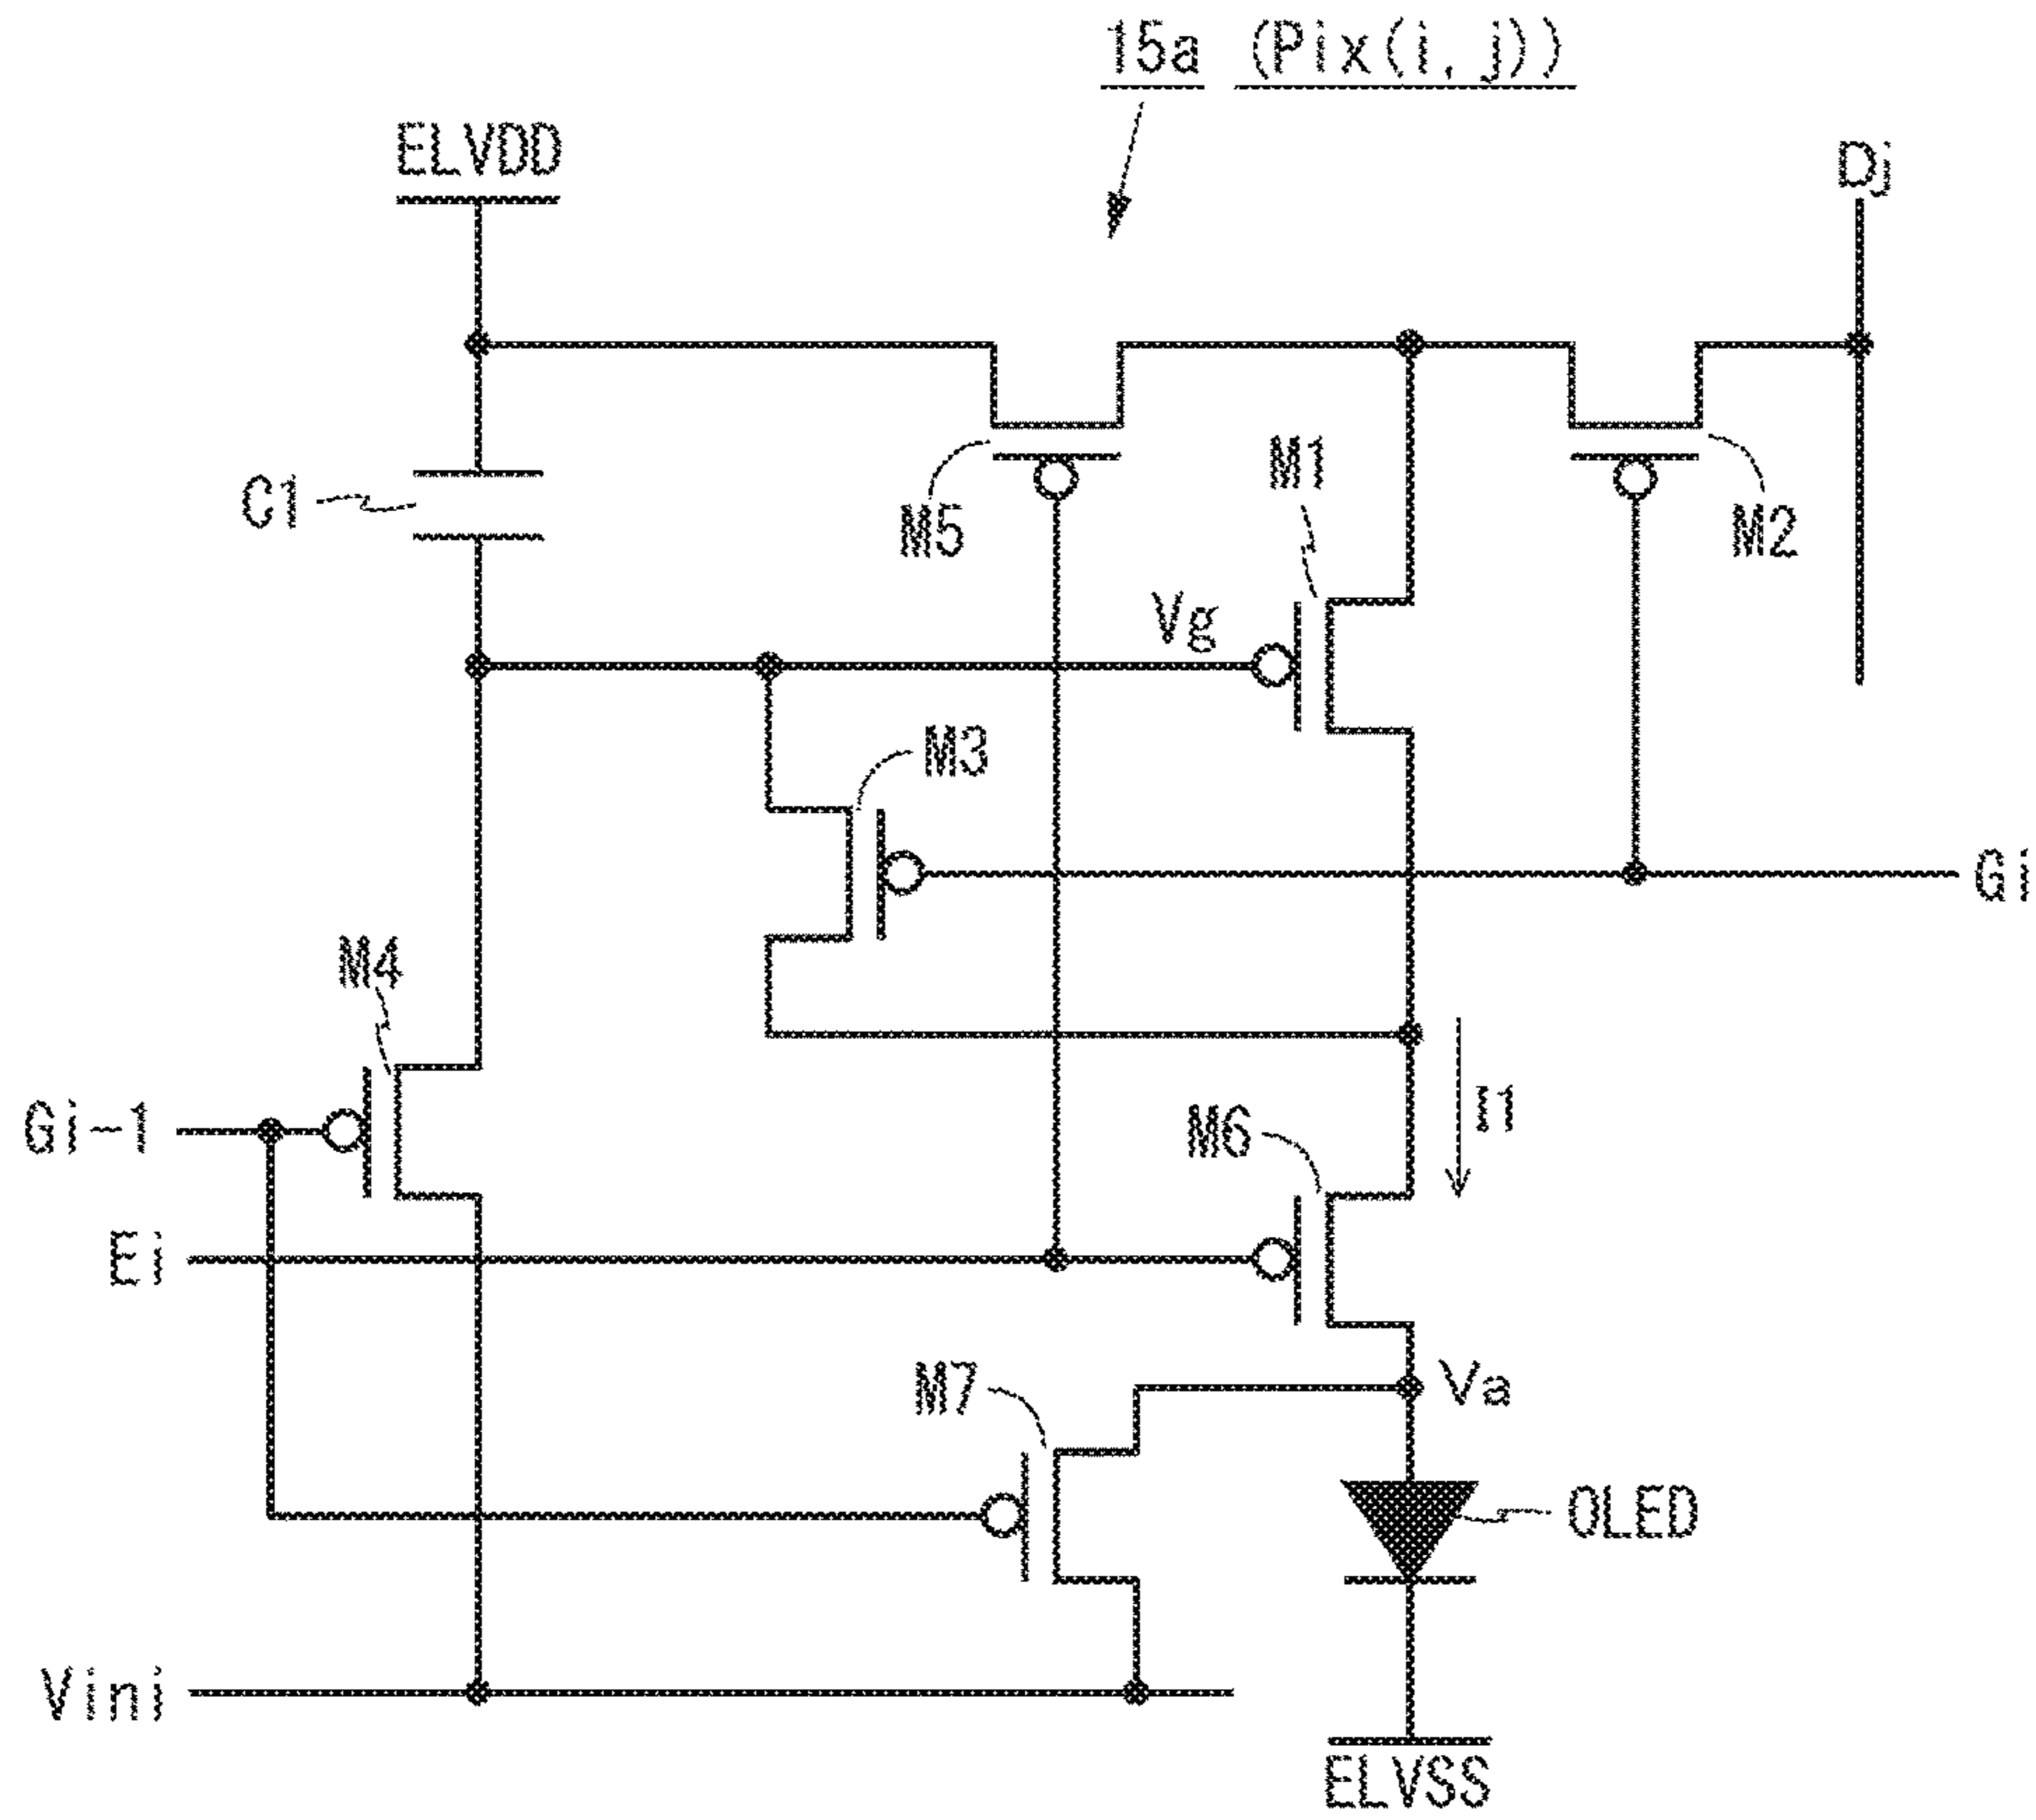 15a (Pix(i, j))
ELVDD
Dj
C1
M5
M1
M2
Vg
M3
Gi
M4
Gi-1
M6
I1
Ei
M7
Va
OLED
Vini
ELVSS